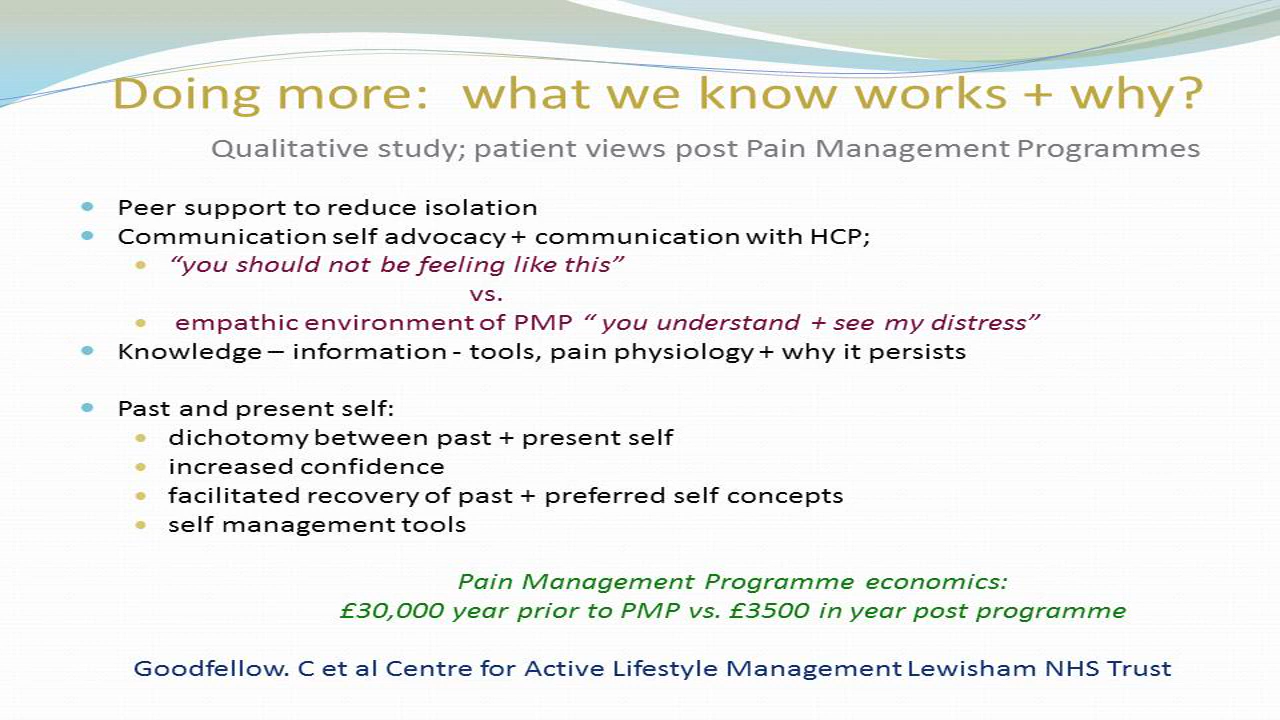 Doing more: what we know works + why?
Qualitative study; patient views post Pain Management Programmes
Peer support to reduce isolation
Communication self advocacy + communication with HCP;
“you should not be feeling like this”
vs.
empathic environment of PMP “ you understand + see my distress”
Knowledge – information - tools, pain physiology + why it persists
Past and present self:
dichotomy between past + present self
increased confidence
facilitated recovery of past + preferred self concepts
self management tools
Pain Management Programme economics:
£30,000 year prior to PMP vs. £3500 in year post programme
Goodfellow. C et al Centre for Active Lifestyle Management Lewisham NHS Trust